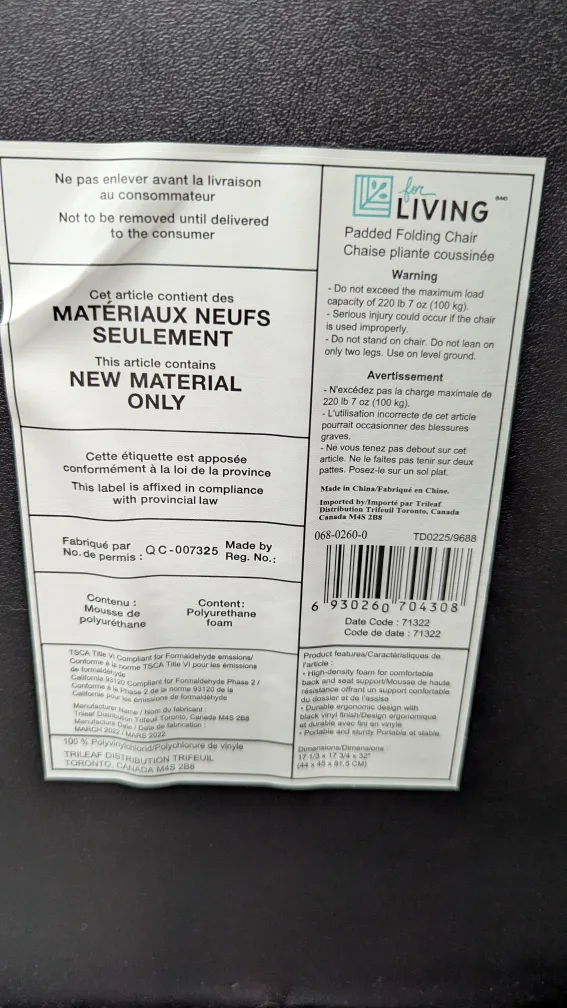 Ne pas enlever avant la livraison
au consommateur
Not to be removed until delivered
to the consumer
Cet article contient des
MATÉRIAUX NEUFS
SEULEMENT
This article contains
NEW MATERIAL
ONLY
Cette étiquette est apposée
conformément à la loi de la province
This label is affixed in compliance
with provincial law
Fabriqué par
No. de permis :
QC-007325
Made by
Reg. No.:
Contenu :
Mousse de
polyuréthane
Content:
Polyurethane
foam
TSCA Title VI Compliant for Formaldehyde emssions/
Conforme à la norme TSCA Title VI pour les émissions
de formaldéhyde
California 93120 Compliant for Formaldehyde Phase 2 /
Conforme à la Phase 2 de la norme 93120 de la
Californie pour les émissions de formaldéhyde
Manufacturer Name / Nom du fabricant :
Trileaf Distribution Trifeuil Toronto, Canada M4S 2B8
Manufacture Date / Date de fabrication :
MARCH 2022 / MARS 2022
100 % Polyvinylchlorid/Polychlorure de vinyle
TRILEAF DISTRIBUTION TRIFEUIL
TORONTO, CANADA M4S 2B8
for
LIVING
Padded Folding Chair
Chaise pliante coussinée
Warning
- Do not exceed the maximum load
capacity of 220 lb 7 oz (100 kg).
- Serious injury could occur if the chair
is used improperly.
- Do not stand on chair. Do not lean on
only two legs. Use on level ground.
Avertissement
- N'excédez pas la charge maximale de
220 lb 7 oz (100 kg).
- L'utilisation incorrecte de cet article
pourrait occasionner des blessures
graves.
- Ne vous tenez pas debout sur cet
article. Ne le faites pas tenir sur deux
pattes. Posez-le sur un sol plat.
Made in China/Fabriqué en Chine.
Imported by/Importé par Trileaf
Distribution Trifeuil Toronto, Canada
Canada M4S 2B8
068-0260-0 TD0225/9688
6 930260 704308
Date Code : 71322
Code de date : 71322
Product features/Caractéristiques de
l'article :
• High-density foam for comfortable
back and seat support/Mousse de haute
résistance offrant un support confortable
du dossier et de l'assise
• Durable ergonomic design with
black vinyl finish/Design ergonomique
et durable avec fini en vinyle
• Portable and sturdy Portable et stable
Dimensions/Dimensions :
17 1/3 x 17 3/4 x 32"
(44 x 45 x 81,5 CM)